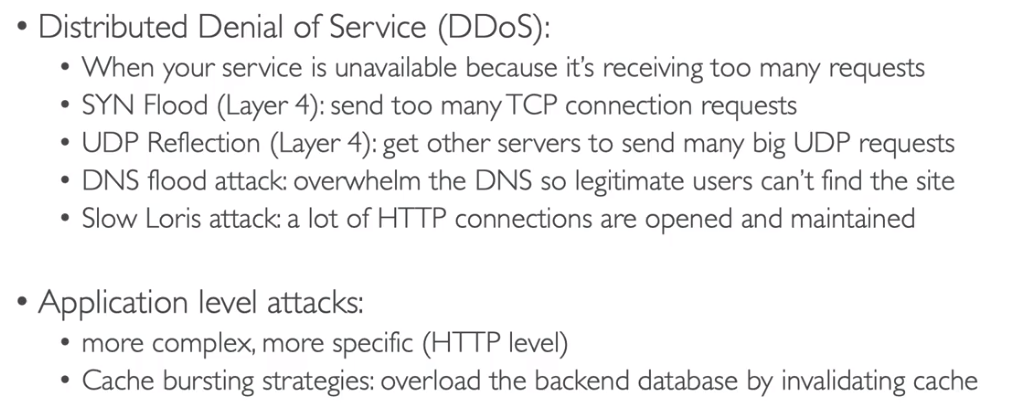 • Distributed Denial of Service (DDoS):
• When your service is unavailable because it's receiving too many requests
• SYN Flood (Layer 4): send too many TCP connection requests
• UDP Reflection (Layer 4): get other servers to send many big UDP requests
• DNS flood attack: overwhelm the DNS so legitimate users can't find the site
• Slow Loris attack: a lot of HTTP connections are opened and maintained
• Application level attacks:
• more complex, more specific (HTTP level)
• Cache bursting strategies: overload the backend database by invalidating cache